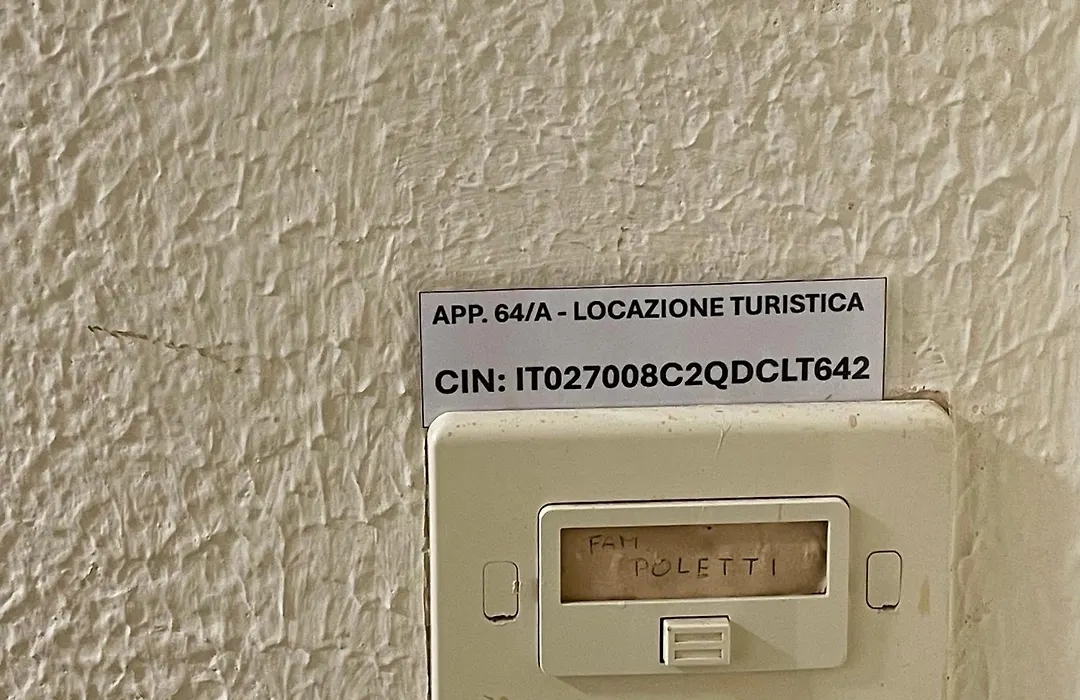 APP. 64/A - LOCAZIONE TURISTICA
CIN: IT027008C2QDCLT642
FAM
POLETTI